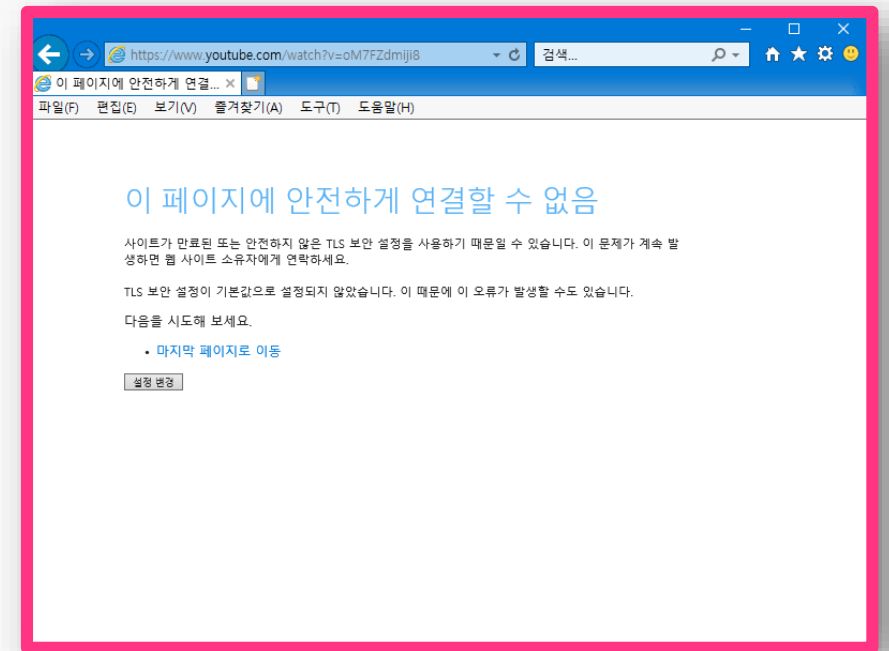 https://www.youtube.com/watch?v=oM7FZdmiji8
검색...
이 페이지에 안전하게 연결...
파일(F) 편집(E) 보기(V) 즐겨찾기(A) 도구(T) 도움말(H)
이 페이지에 안전하게 연결할 수 없음
사이트가 만료된 또는 안전하지 않은 TLS 보안 설정을 사용하기 때문일 수 있습니다. 이 문제가 계속 발
생하면 웹 사이트 소유자에게 연락하세요.
TLS 보안 설정이 기본값으로 설정되지 않았습니다. 이 때문에 이 오류가 발생할 수도 있습니다.
다음을 시도해 보세요.
• 마지막 페이지로 이동
설정 변경